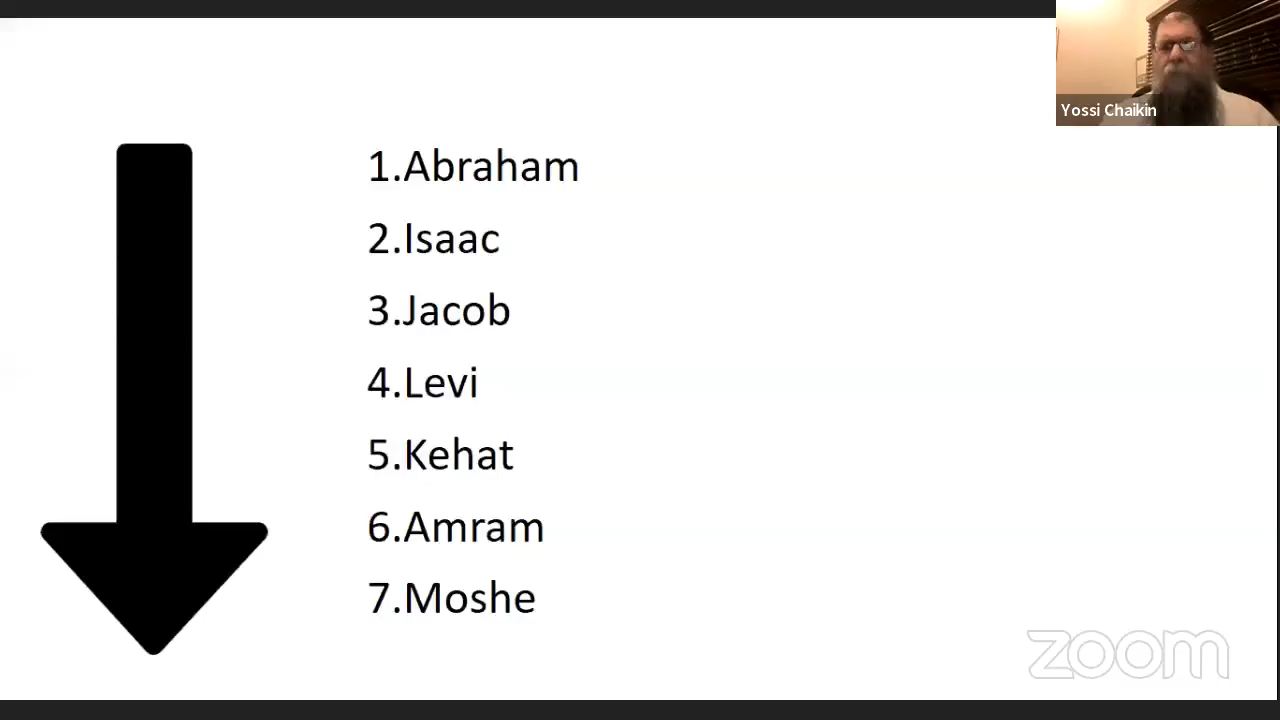 Yossi Chaikin
1.Abraham
2.Isaac
3.Jacob
4.Levi
5.Kehat
6.Amram
7.Moshe
zoom